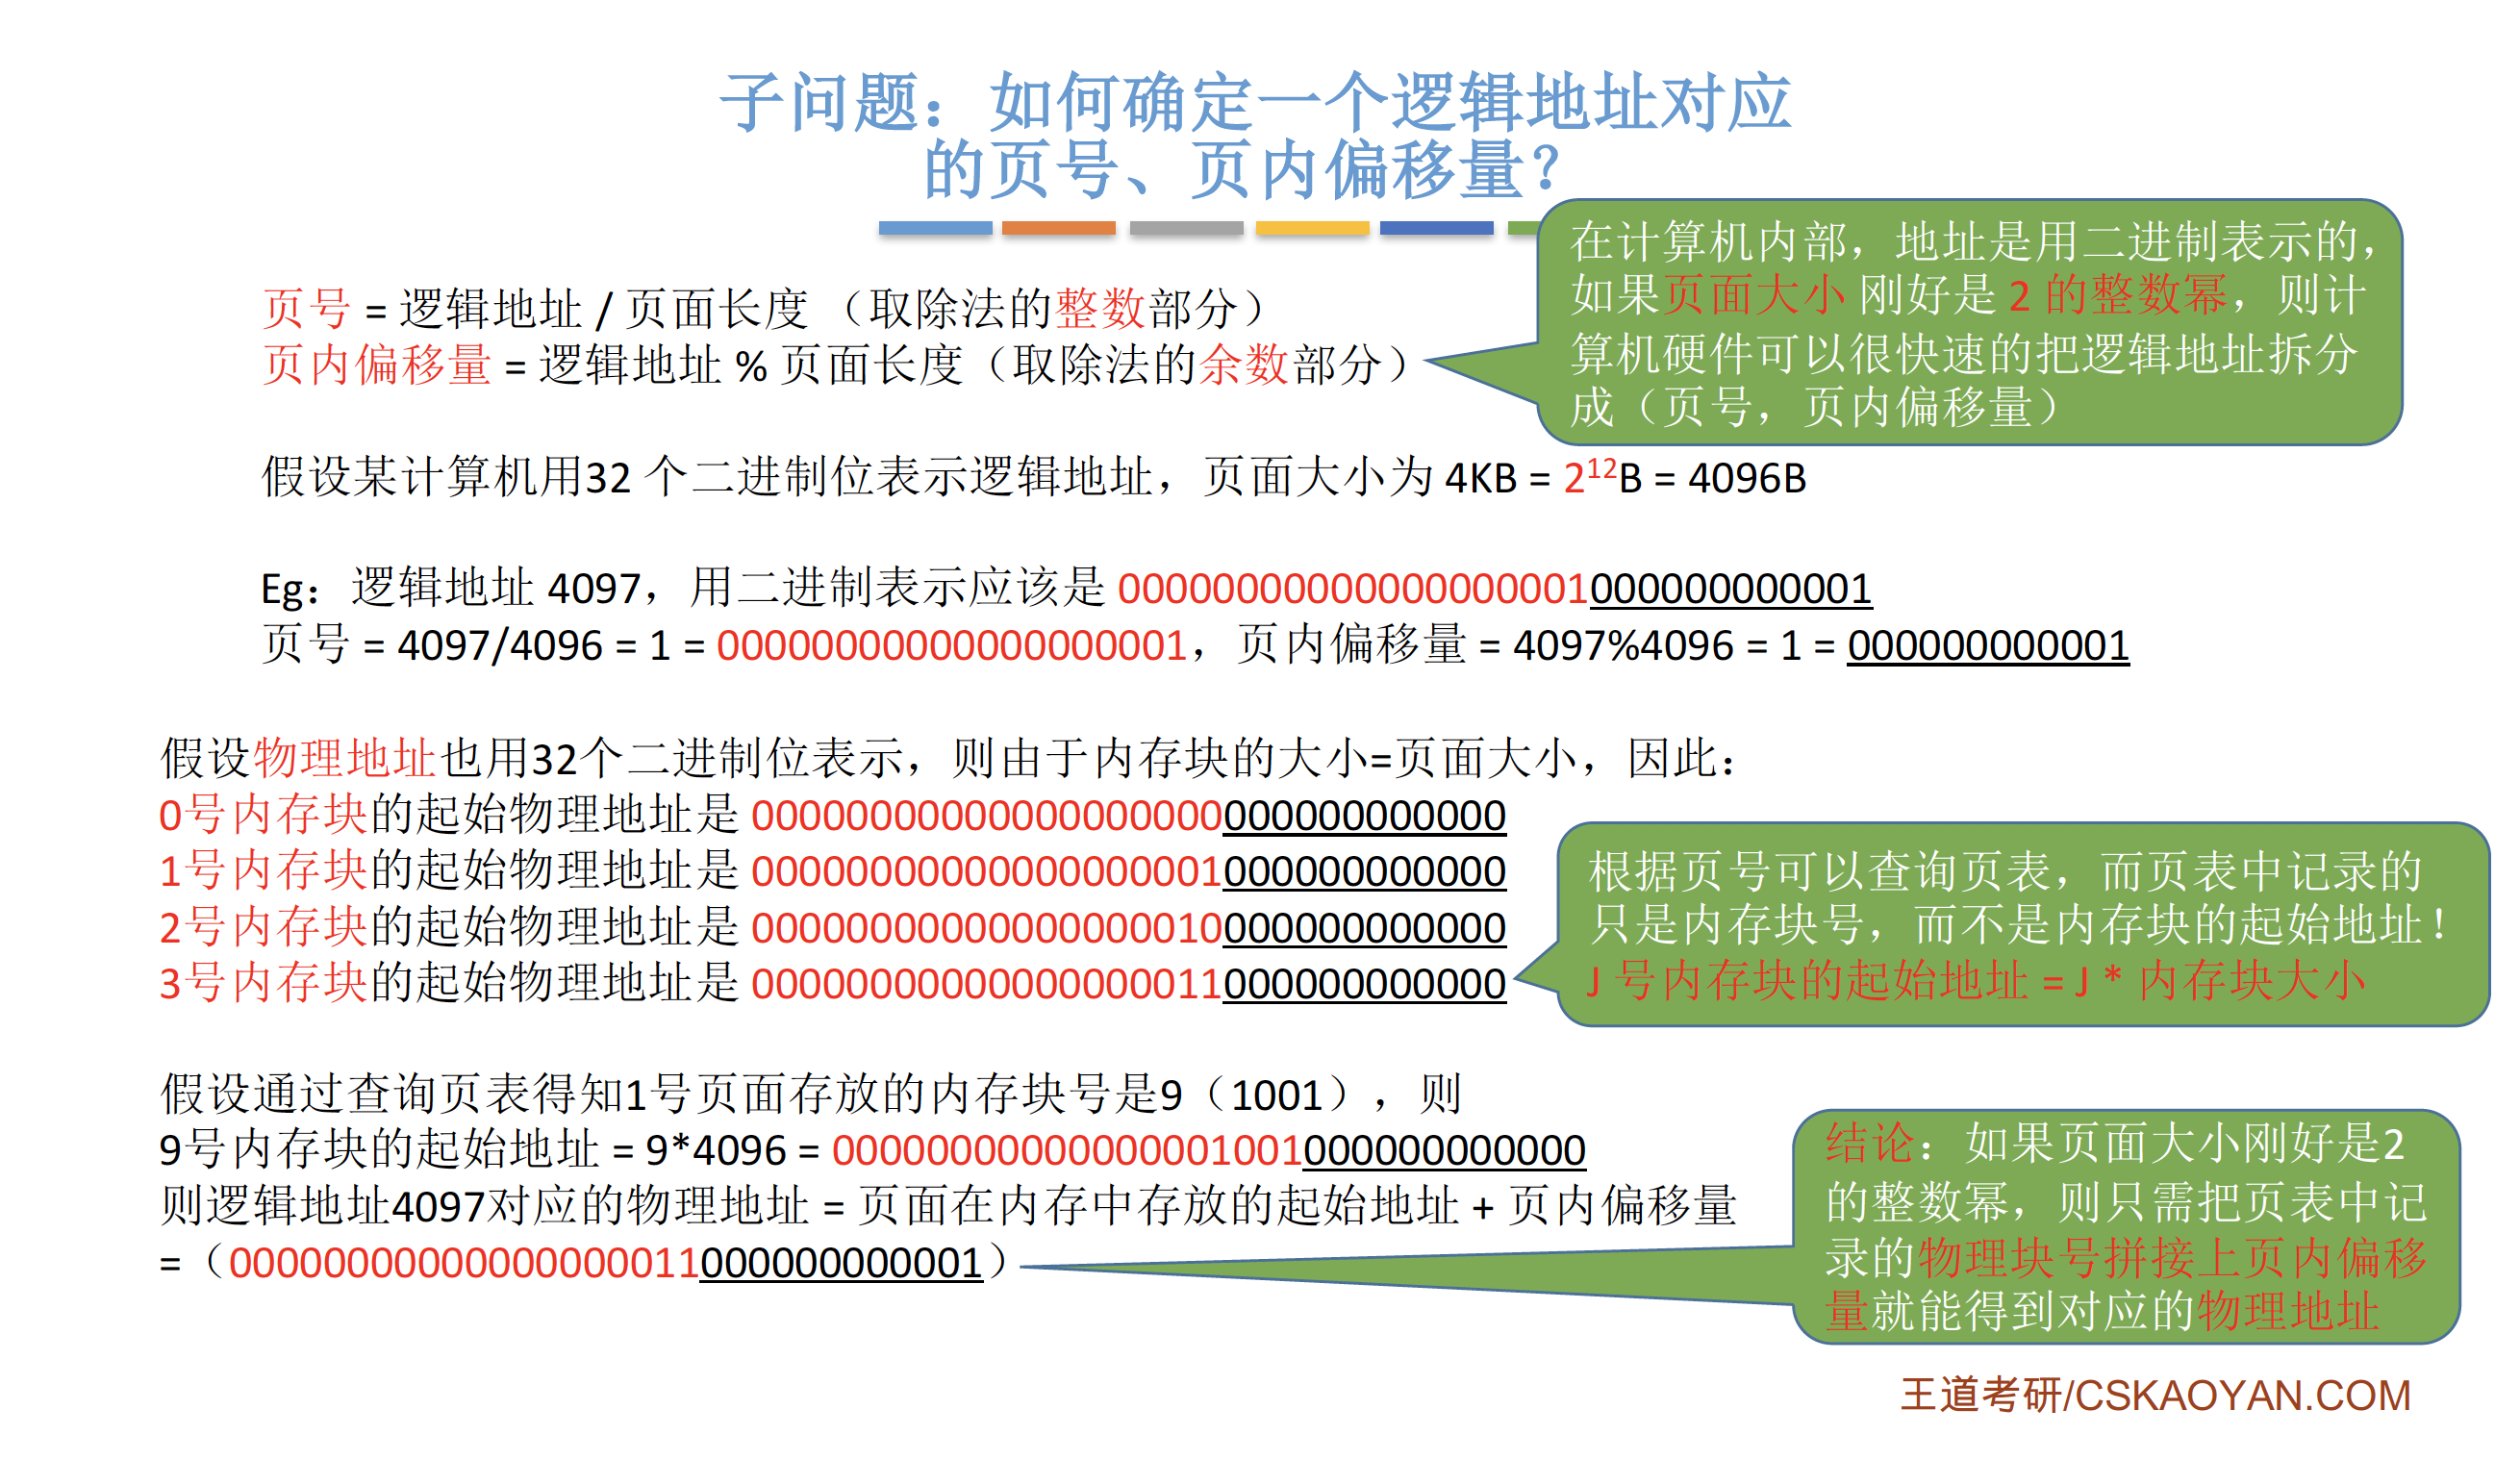 子问题：如何确定一个逻辑地址对应
的页号、页内偏移量？
在计算机内部，地址是用二进制表示的，
如果页面大小 刚好是 2 的整数幂，则计
算机硬件可以很快速的把逻辑地址拆分
成（页号，页内偏移量）
页号 = 逻辑地址 / 页面长度 （取除法的整数部分）
页内偏移量 = 逻辑地址 % 页面长度（取除法的余数部分）
假设某计算机用32 个二进制位表示逻辑地址，页面大小为 4KB = 2¹²B = 4096B
Eg：逻辑地址 4097，用二进制表示应该是 00000000000000000001000000000001
页号 = 4097/4096 = 1 = 00000000000000000001，页内偏移量 = 4097%4096 = 1 = 000000000001
假设物理地址也用32个二进制位表示，则由于内存块的大小=页面大小，因此：
0号内存块的起始物理地址是 00000000000000000000000000000000
1号内存块的起始物理地址是 00000000000000000001000000000000
2号内存块的起始物理地址是 00000000000000000010000000000000
3号内存块的起始物理地址是 00000000000000000011000000000000
根据页号可以查询页表，而页表中记录的
只是内存块号，而不是内存块的起始地址！
J 号内存块的起始地址 = J * 内存块大小
假设通过查询页表得知1号页面存放的内存块号是9（1001），则
9号内存块的起始地址 = 9*4096 = 00000000000000001001000000000000
则逻辑地址4097对应的物理地址 = 页面在内存中存放的起始地址 + 页内偏移量
=（00000000000000000011000000000001）
结论：如果页面大小刚好是2
的整数幂，则只需把页表中记
录的物理块号拼接上页内偏移
量就能得到对应的物理地址
王道考研/CSKAOYAN.COM